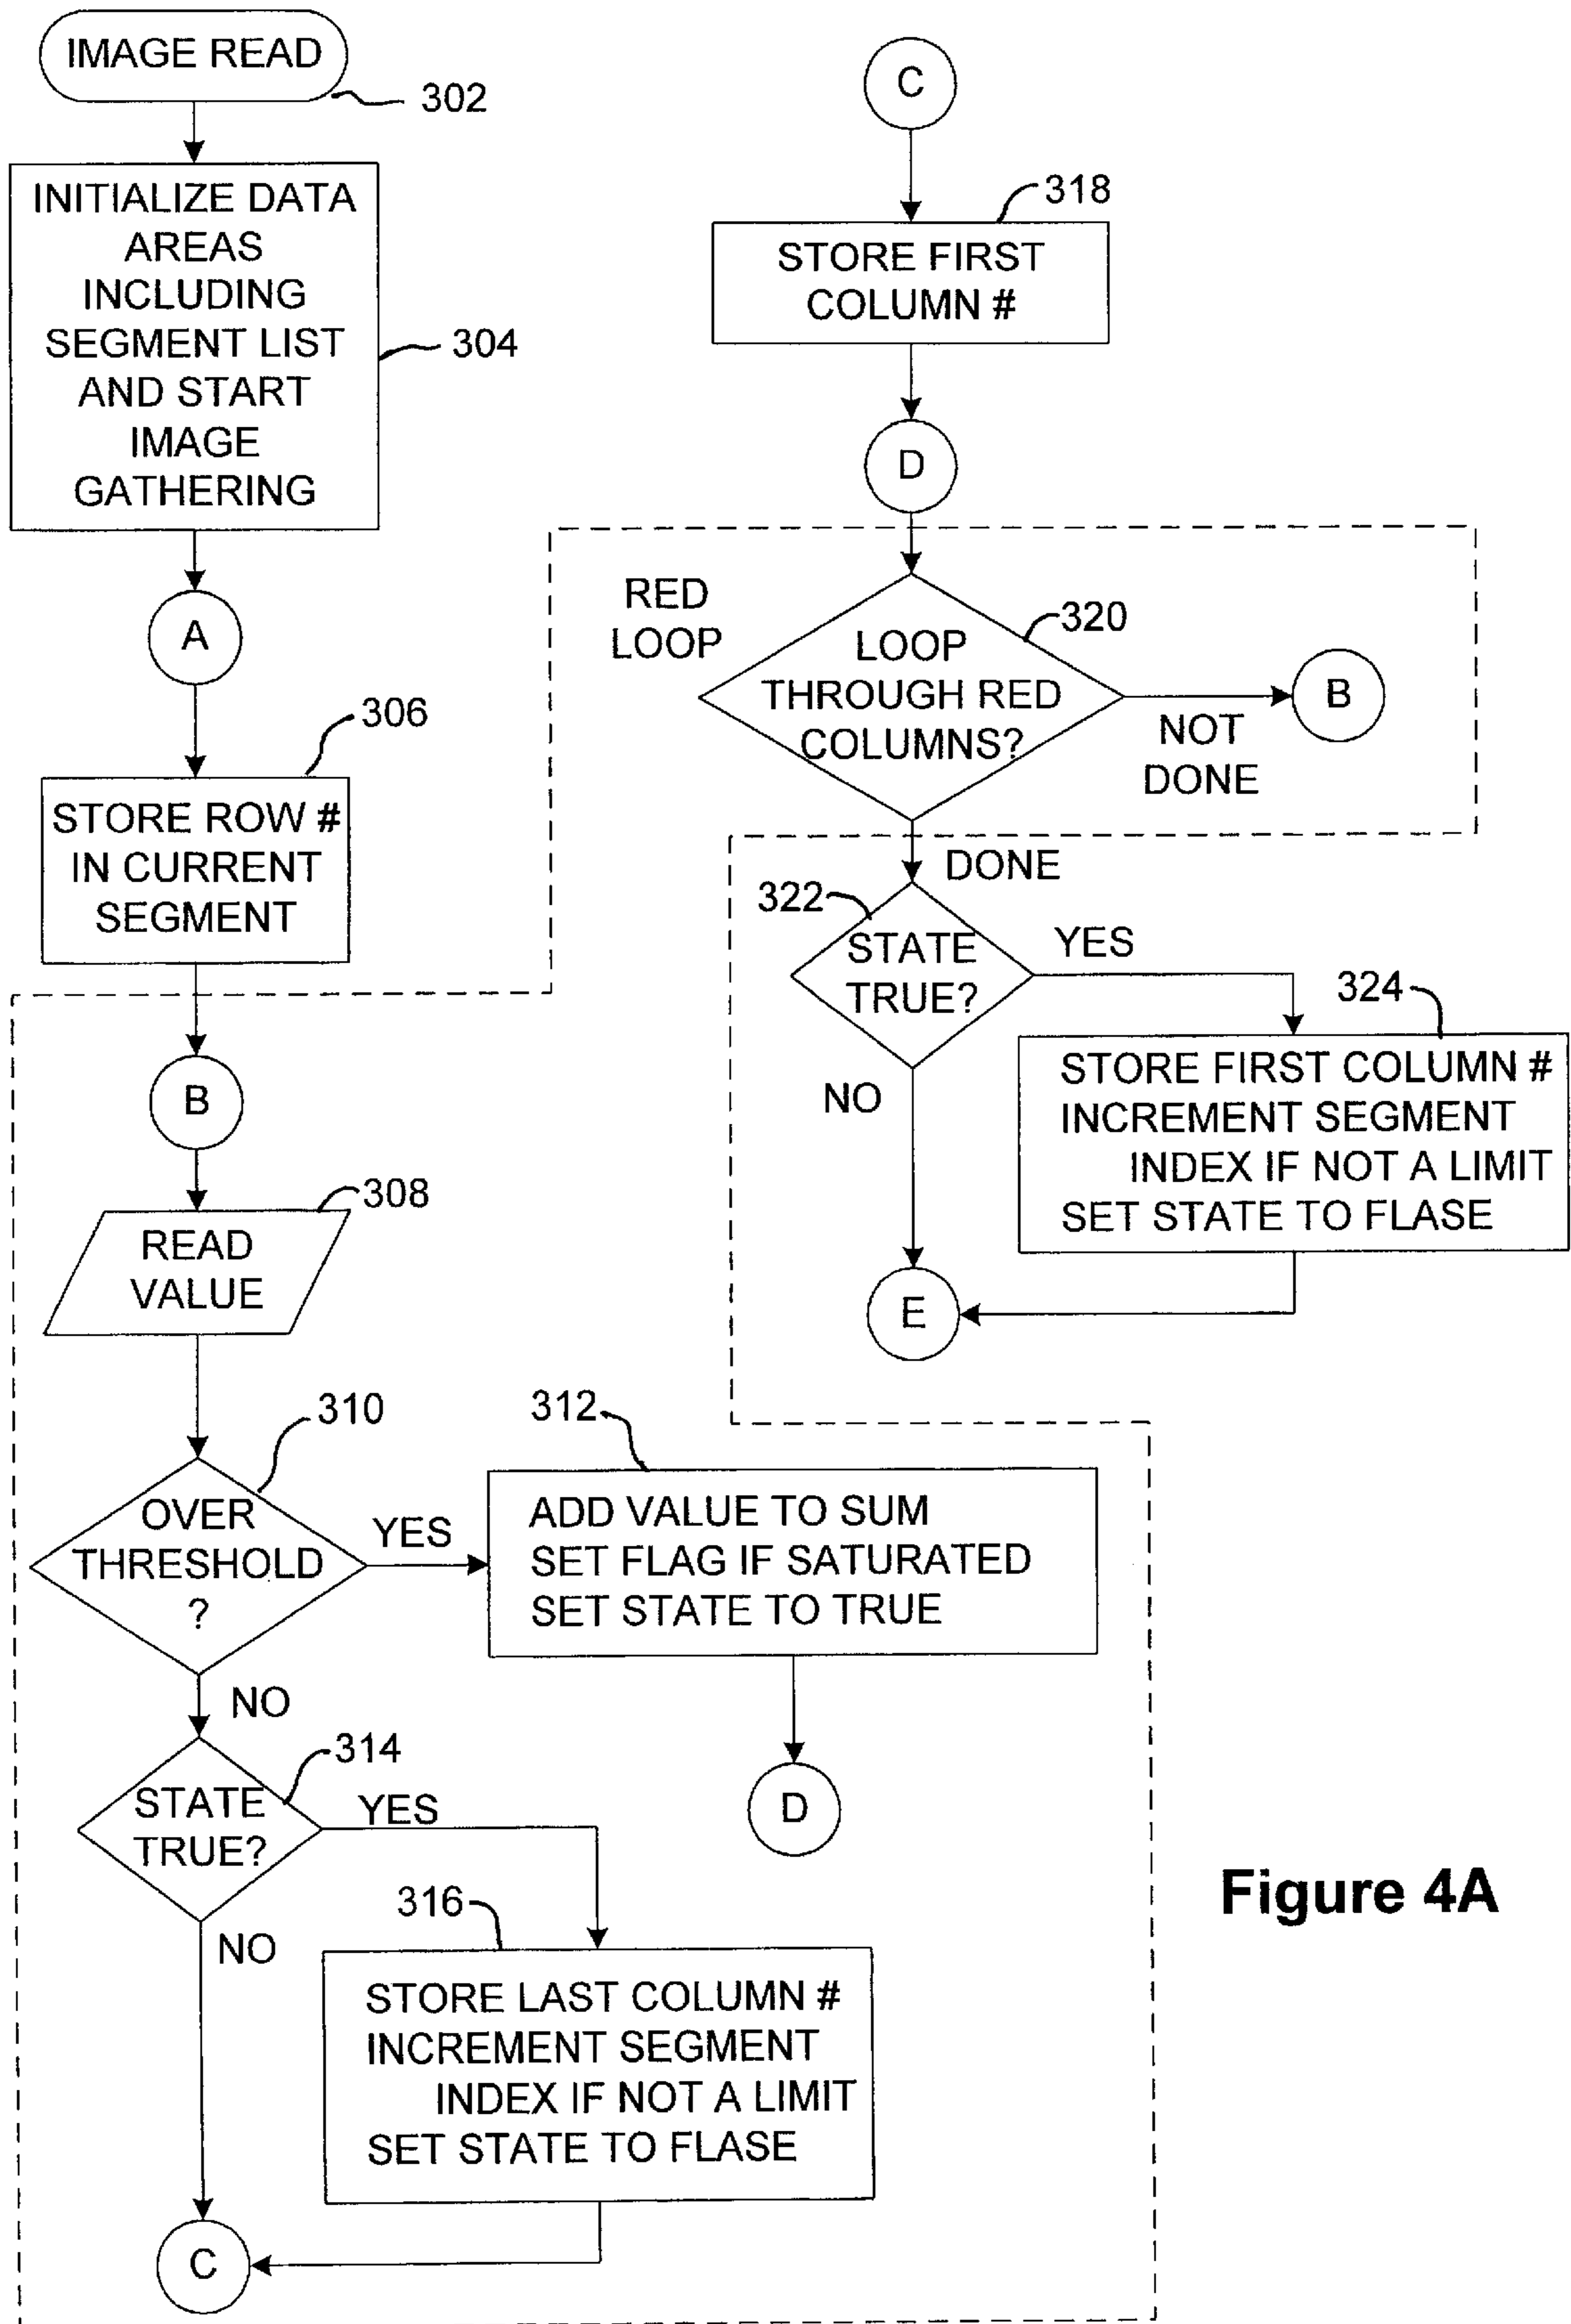 IMAGE READ
302
INITIALIZE DATA
AREAS
INCLUDING
SEGMENT LIST
AND START
IMAGE
GATHERING
304
A
306
STORE ROW #
IN CURRENT
SEGMENT
B
308
READ
VALUE
310
OVER
THRESHOLD
?
YES
312
ADD VALUE TO SUM
SET FLAG IF SATURATED
SET STATE TO TRUE
D
NO
314
STATE
TRUE?
YES
316
STORE LAST COLUMN #
INCREMENT SEGMENT
INDEX IF NOT A LIMIT
SET STATE TO FLASE
NO
C
C
318
STORE FIRST
COLUMN #
D
RED
LOOP
320
LOOP
THROUGH RED
COLUMNS?
NOT
DONE
B
DONE
322
STATE
TRUE?
YES
324
STORE FIRST COLUMN #
INCREMENT SEGMENT
INDEX IF NOT A LIMIT
SET STATE TO FLASE
NO
E
Figure 4A